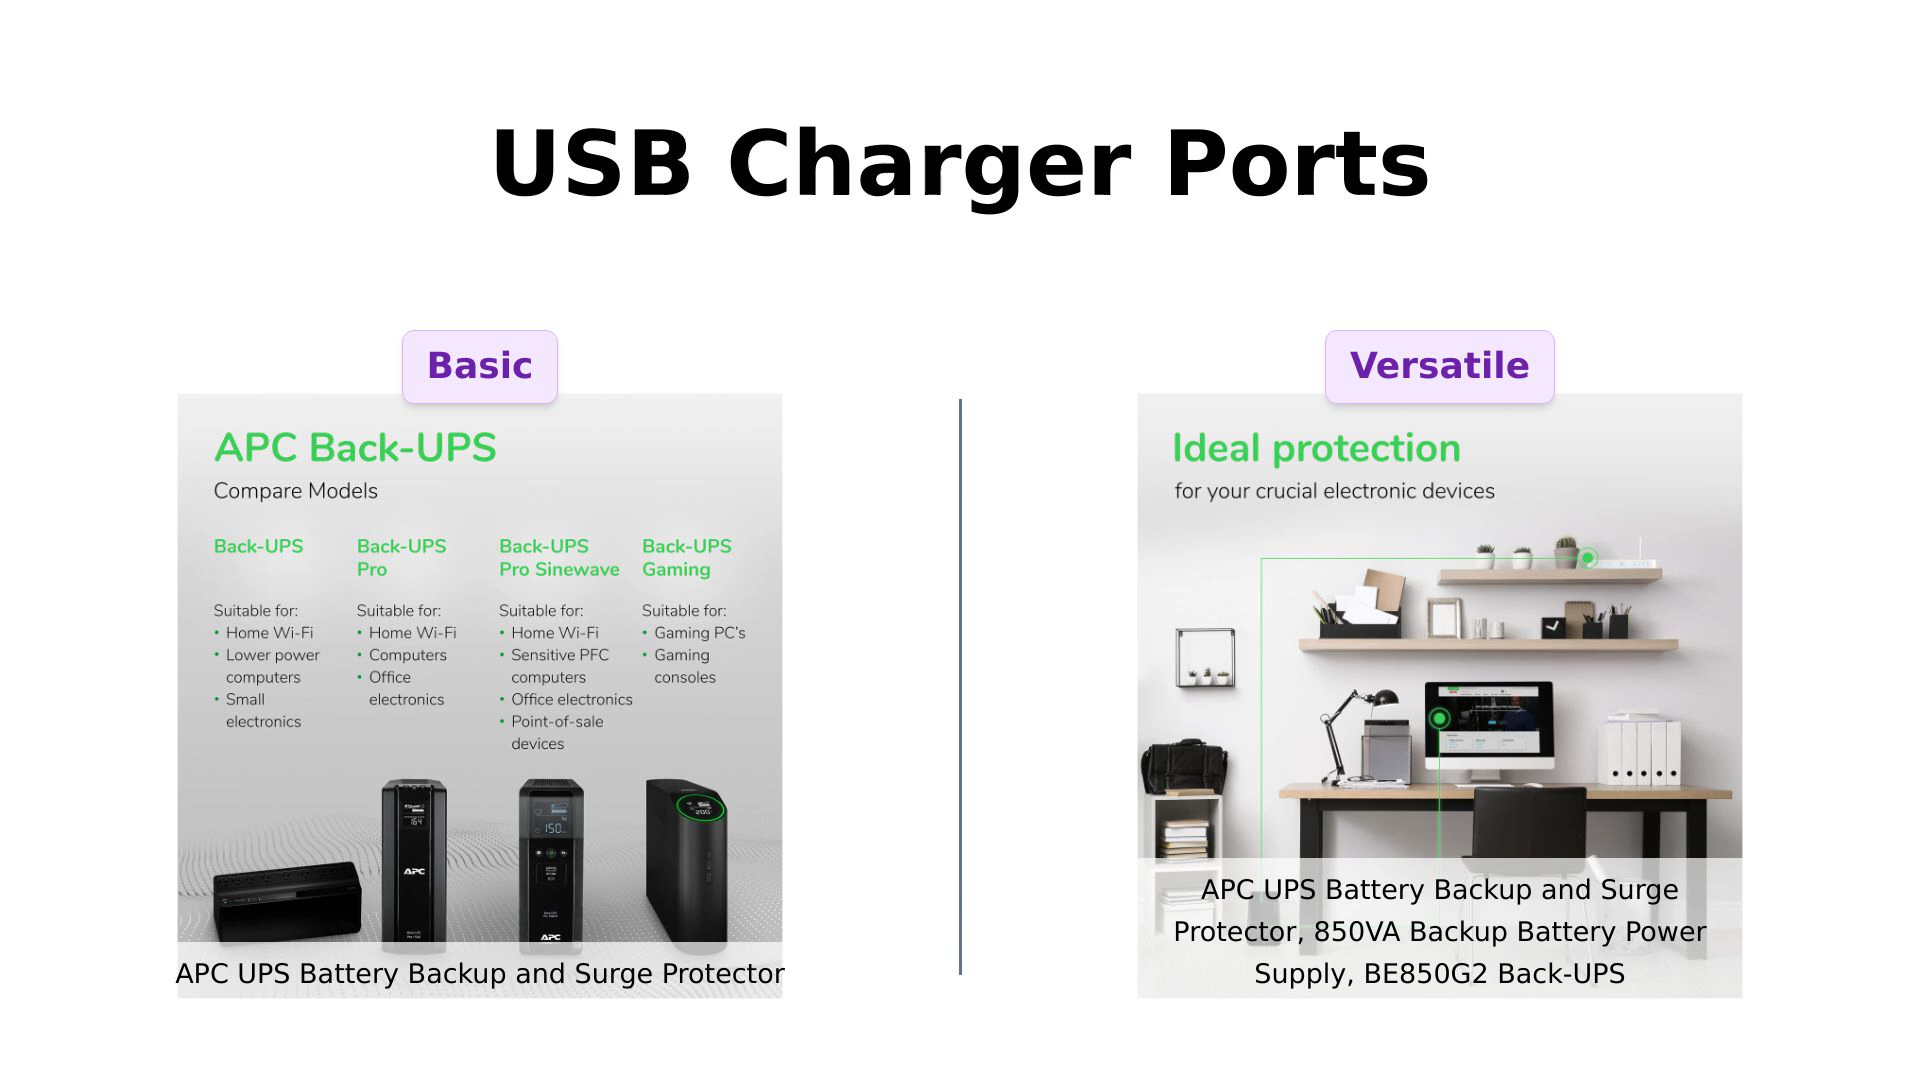 USB Charger Ports
Basic
APC Back-UPS
Compare Models
Back-UPS
Suitable for:
• Home Wi-Fi
• Lower power
computers
• Small
electronics
Back-UPS
Pro
Suitable for:
• Home Wi-Fi
• Computers
• Office
electronics
Back-UPS
Pro Sinewave
Suitable for:
• Home Wi-Fi
• Sensitive PFC
computers
• Office electronics
• Point-of-sale
devices
Back-UPS
Gaming
Suitable for:
• Gaming PC's
• Gaming
consoles
164
APC
150
APC
200
APC UPS Battery Backup and Surge Protector
Versatile
Ideal protection
for your crucial electronic devices
APC UPS Battery Backup and Surge
Protector, 850VA Backup Battery Power
Supply, BE850G2 Back-UPS